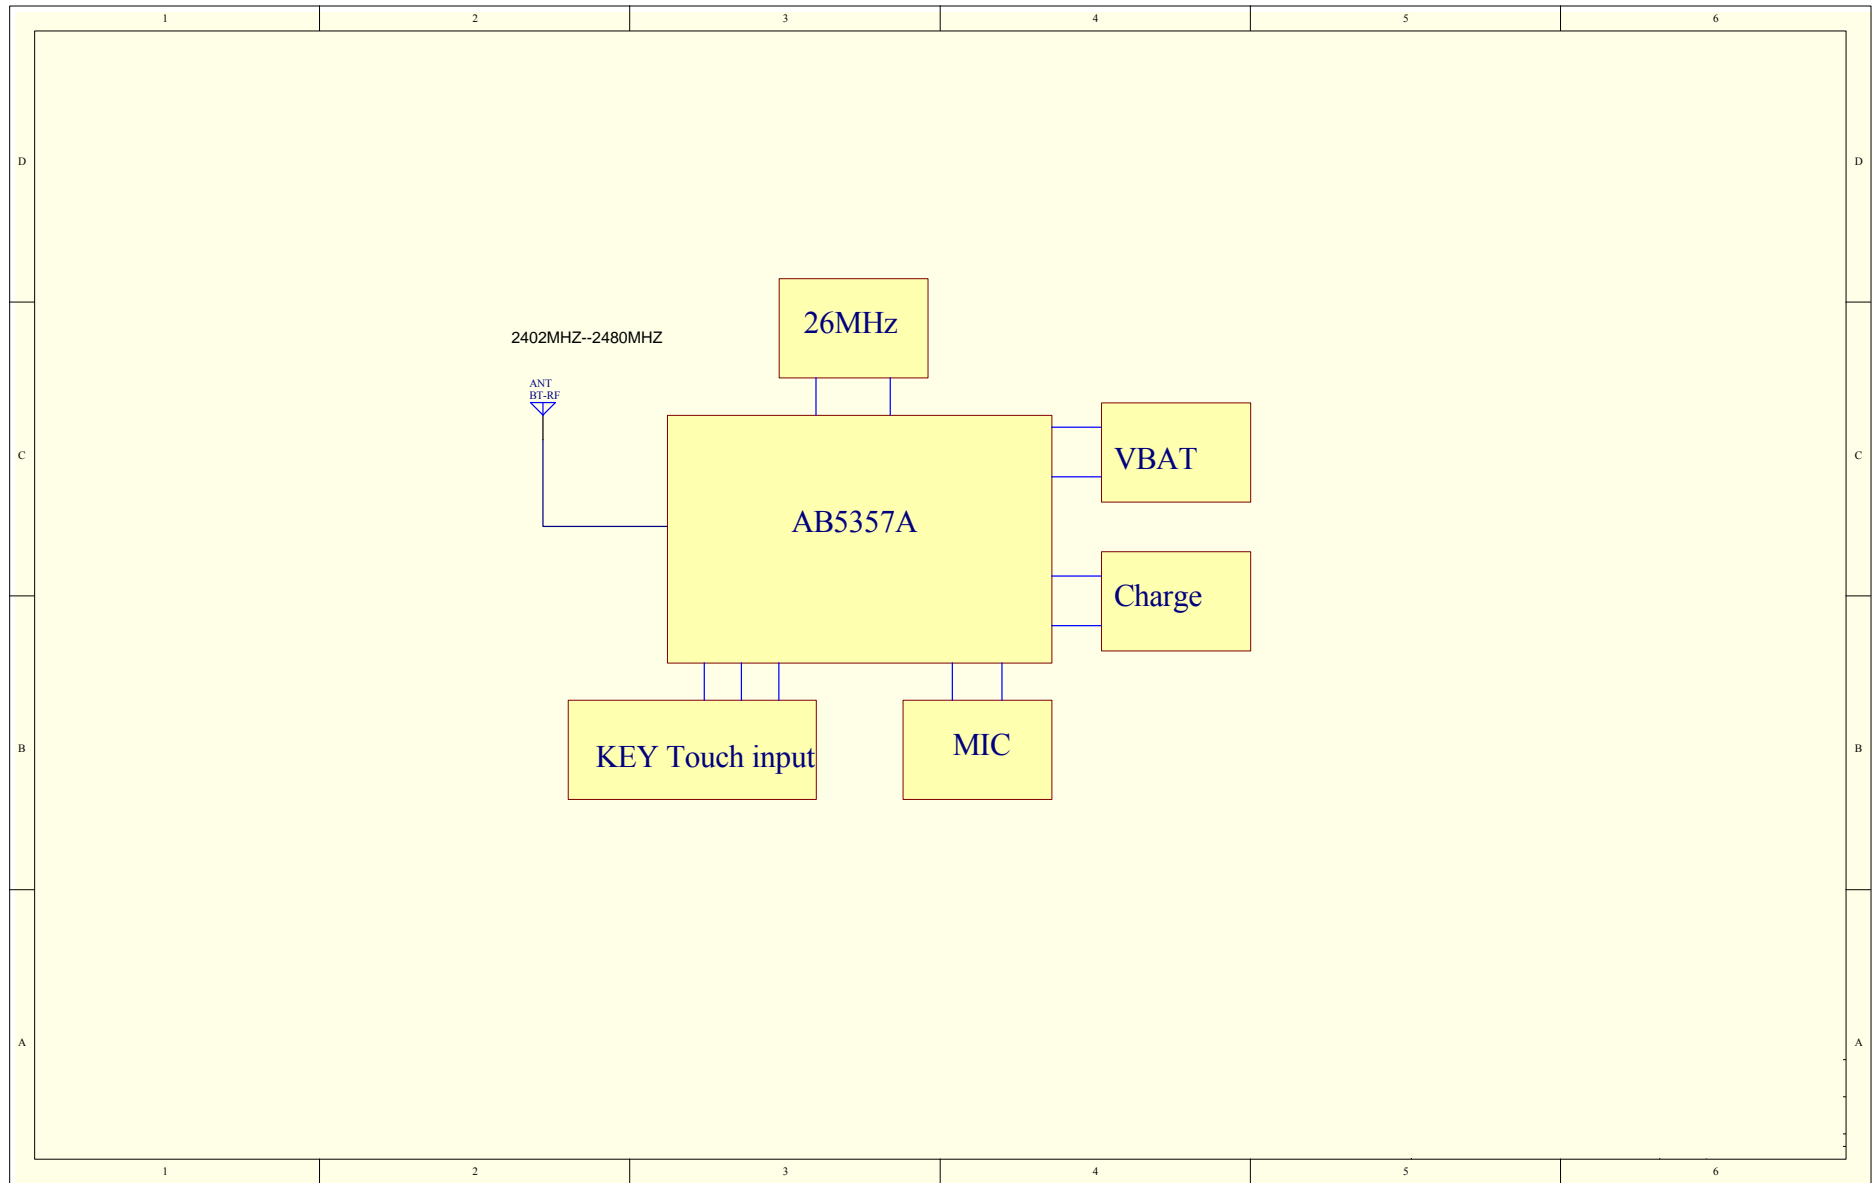 1 2 3 4 5 6
D D
26MHz
2402MHZ--2480MHZ
ANT
BT-RF
C C
VBAT
AB5357A
Charge
B B
KEY Touch input
MIC
A A
1 2 3 4 5 6